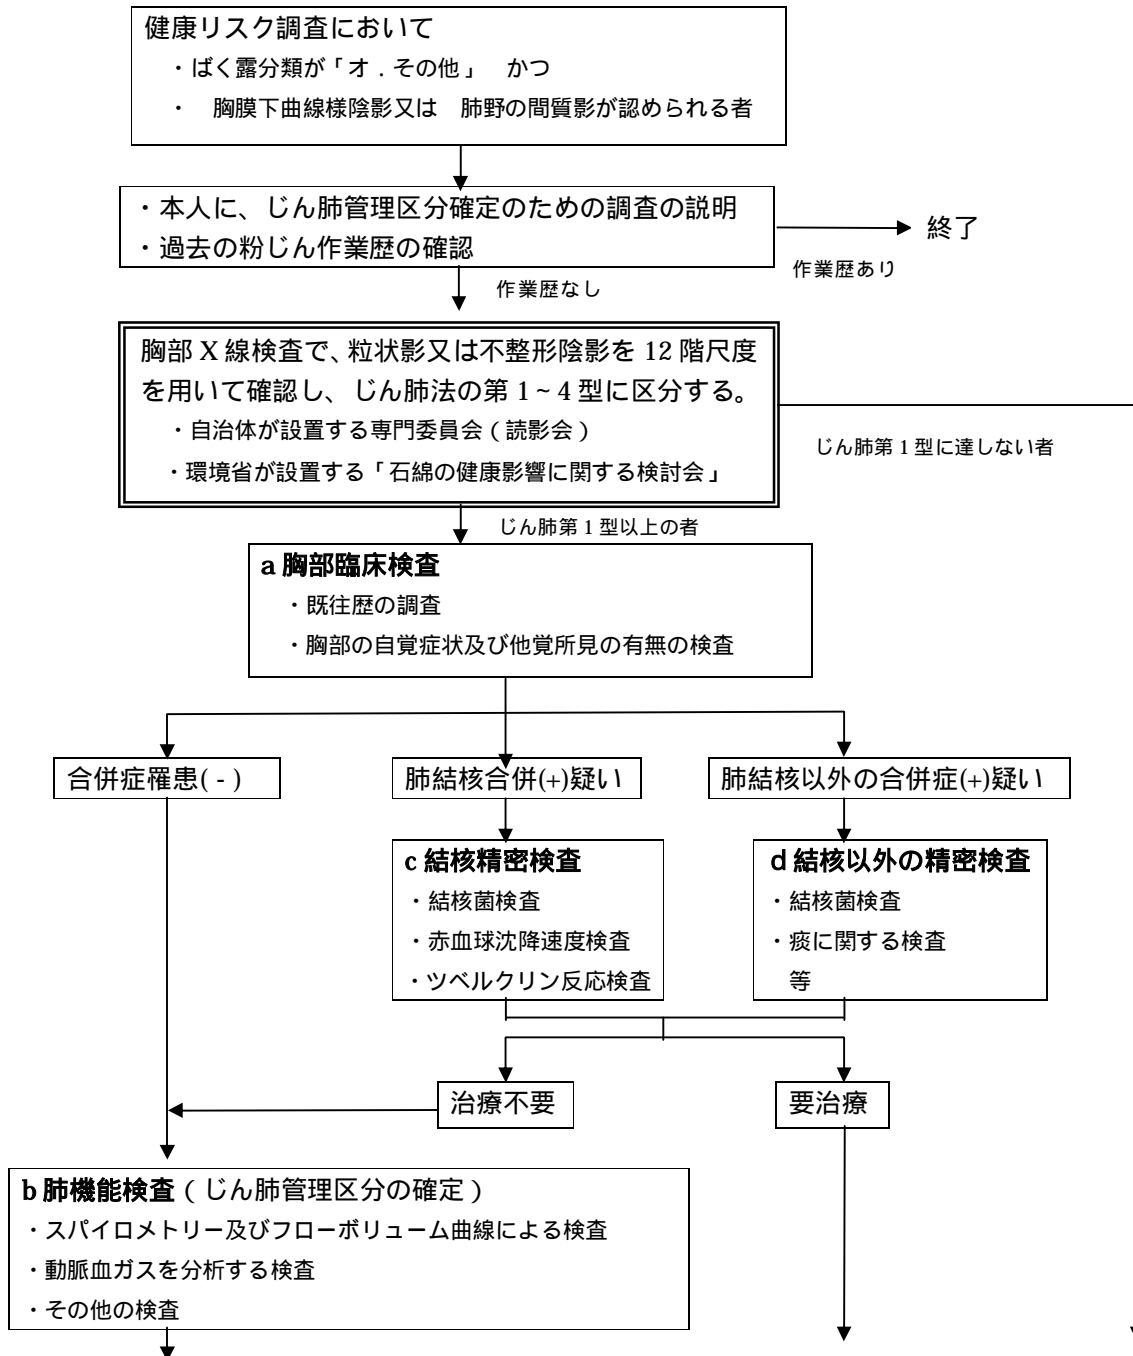 健康リスク調査において
・ばく露分類が「オ．その他」　かつ
・　胸膜下曲線様陰影又は　肺野の間質影が認められる者
・本人に、じん肺管理区分確定のための調査の説明
・過去の粉じん作業歴の確認
終了
作業歴あり
作業歴なし
胸部 X 線検査で、粒状影又は不整形陰影を 12 階尺度
を用いて確認し、じん肺法の第 1 ~ 4 型に区分する。
・自治体が設置する専門委員会（読影会）
・環境省が設置する「石綿の健康影響に関する検討会」
じん肺第 1 型に達しない者
じん肺第 1 型以上の者
a 胸部臨床検査
・既往歴の調査
・胸部の自覚症状及び他覚所見の有無の検査
合併症罹患( - )
肺結核合併(+)疑い
肺結核以外の合併症(+)疑い
c 結核精密検査
・結核菌検査
・赤血球沈降速度検査
・ツベルクリン反応検査
ｄ結核以外の精密検査
・結核菌検査
・痰に関する検査
等
治療不要
要治療
b 肺機能検査（じん肺管理区分の確定）
・スパイロメトリー及びフローボリューム曲線による検査
・動脈血ガスを分析する検査
・その他の検査